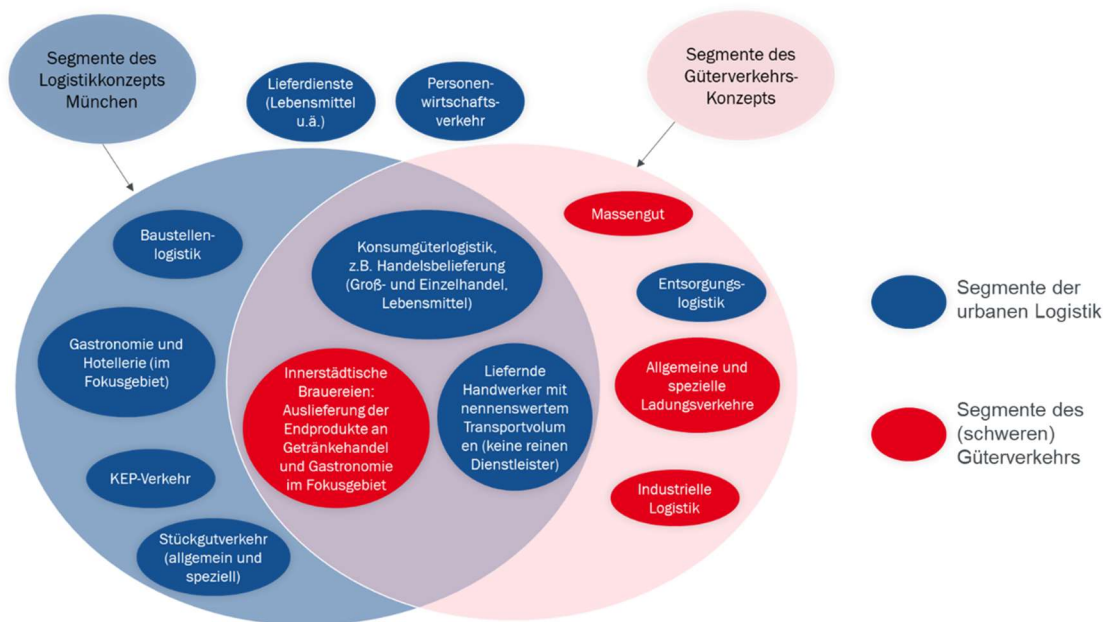 Segmente des
Logistikkonzepts
München
Lieferdienste
(Lebensmittel
u.ä.)
Personen-
wirtschafts-
verkehr
Segmente des
Güterverkehrs-
Konzepts
Baustellen-
logistik
Gastronomie und
Hotellerie (im
Fokusgebiet)
KEP-Verkehr
Stückgutverkehr
(allgemein und
speziell)
Konsumgüterlogistik,
z.B. Handelsbelieferung
(Groß- und Einzelhandel,
Lebensmittel)
Innerstädtische
Brauereien:
Auslieferung der
Endprodukte an
Getränkehandel
und Gastronomie
im Fokusgebiet
Liefernde
Handwerker mit
nennenswertem
Transportvolum
en (keine reinen
Dienstleister)
Massengut
Entsorgungs-
logistik
Allgemeine und
spezielle
Ladungsverkehre
Industrielle
Logistik
Segmente der
urbanen Logistik
Segmente des
(schweren)
Güterverkehrs